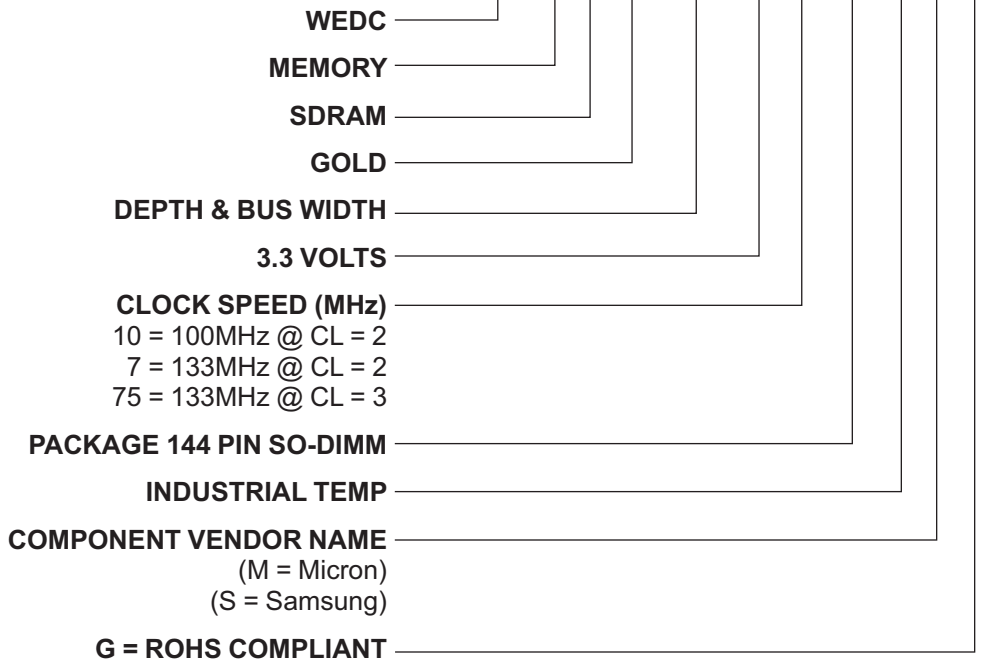 WEDC
MEMORY
SDRAM
GOLD
DEPTH & BUS WIDTH
3.3 VOLTS
CLOCK SPEED (MHz)
10 = 100MHz @ CL = 2
7 = 133MHz @ CL = 2
75 = 133MHz @ CL = 3
PACKAGE 144 PIN SO-DIMM
INDUSTRIAL TEMP
COMPONENT VENDOR NAME
(M = Micron)
(S = Samsung)
G = ROHS COMPLIANT